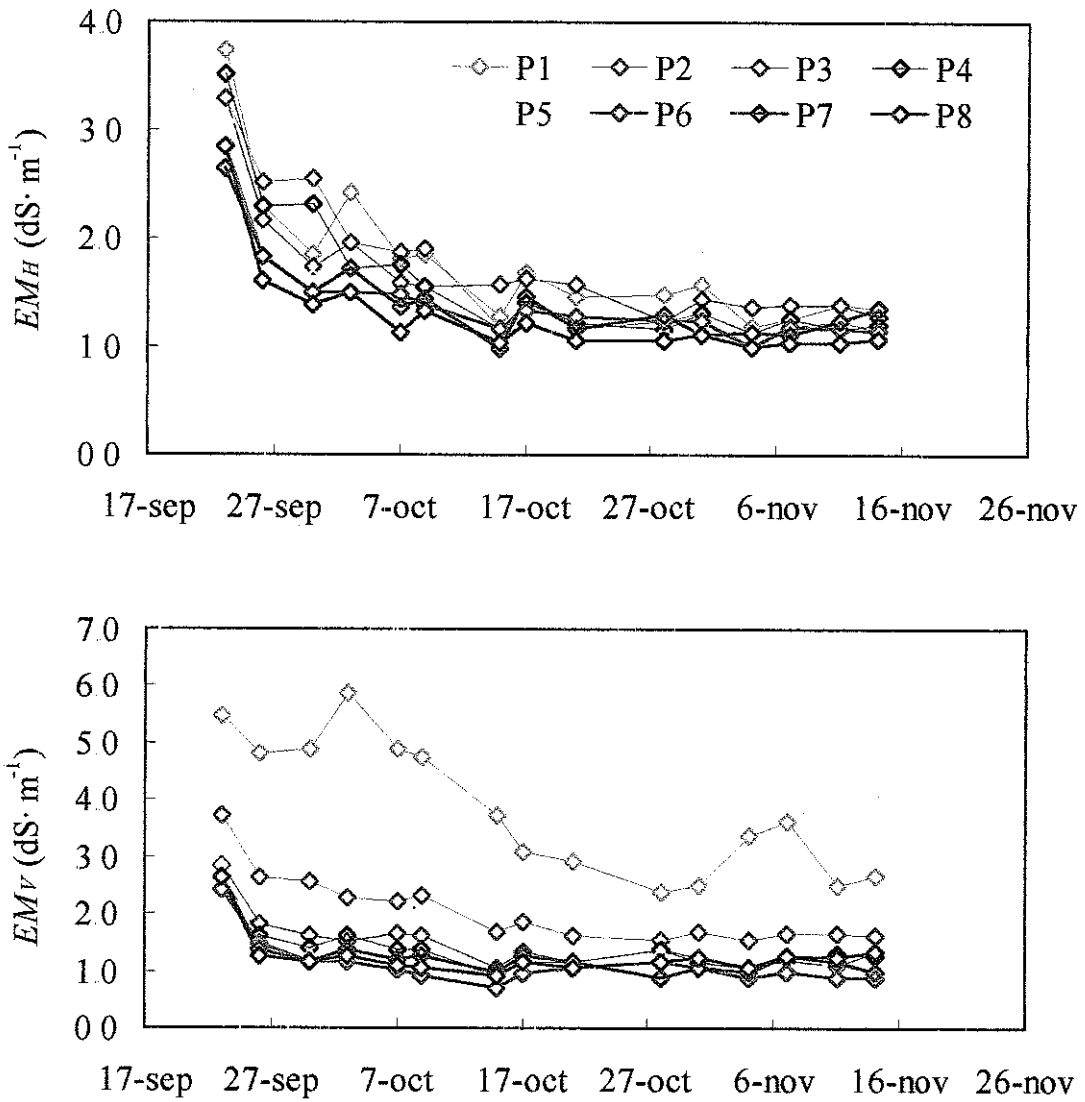 4.0
P1 P2 P3 P4
P5 P6 P7 P8
3 0
2 0
1 0
0 0
EMH (dS· m-1)
17-sep 27-sep 7-oct 17-oct 27-oct 6-nov 16-nov 26-nov
7 0
6 0
5 0
4 0
3 0
2 0
1 0
0 0
EMV (dS· m-1)
17-sep 27-sep 7-oct 17-oct 27-oct 6-nov 16-nov 26-nov